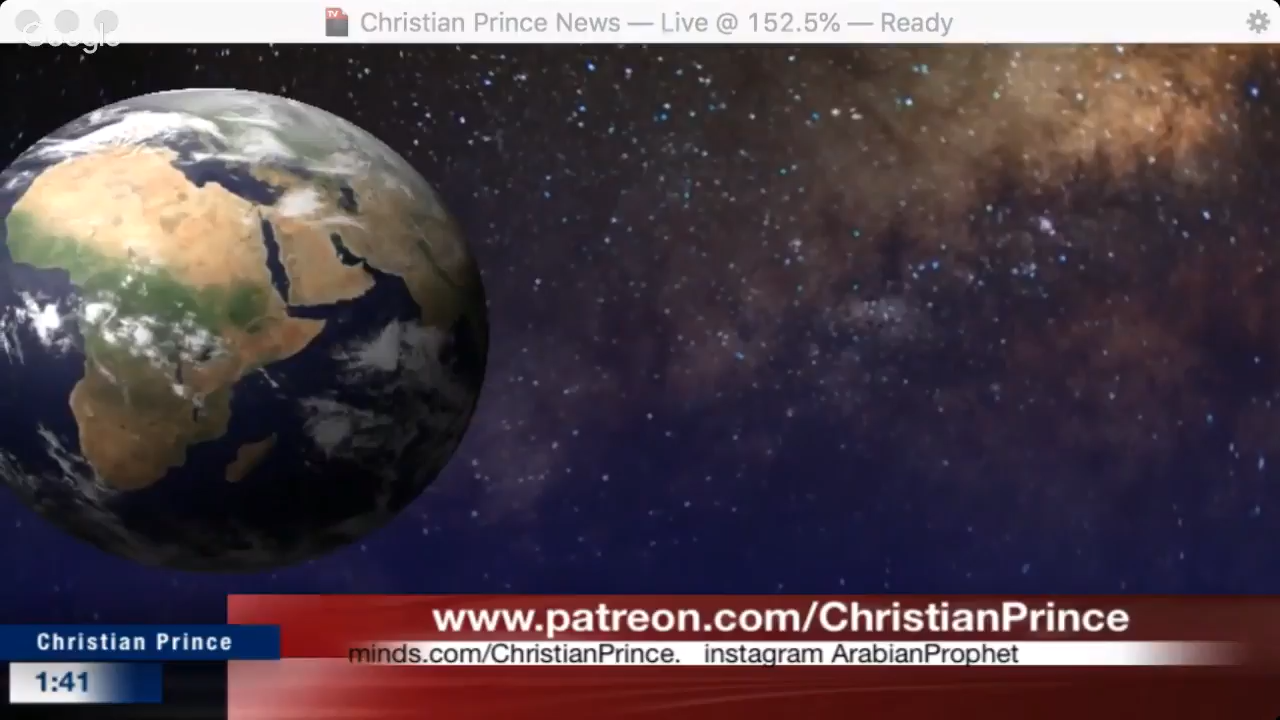 Christian Prince News — Live @ 152.5% — Ready
Google
www.patreon.com/ChristianPrince
Christian Prince
minds.com/ChristianPrince. instagram ArabianProphet
1:41